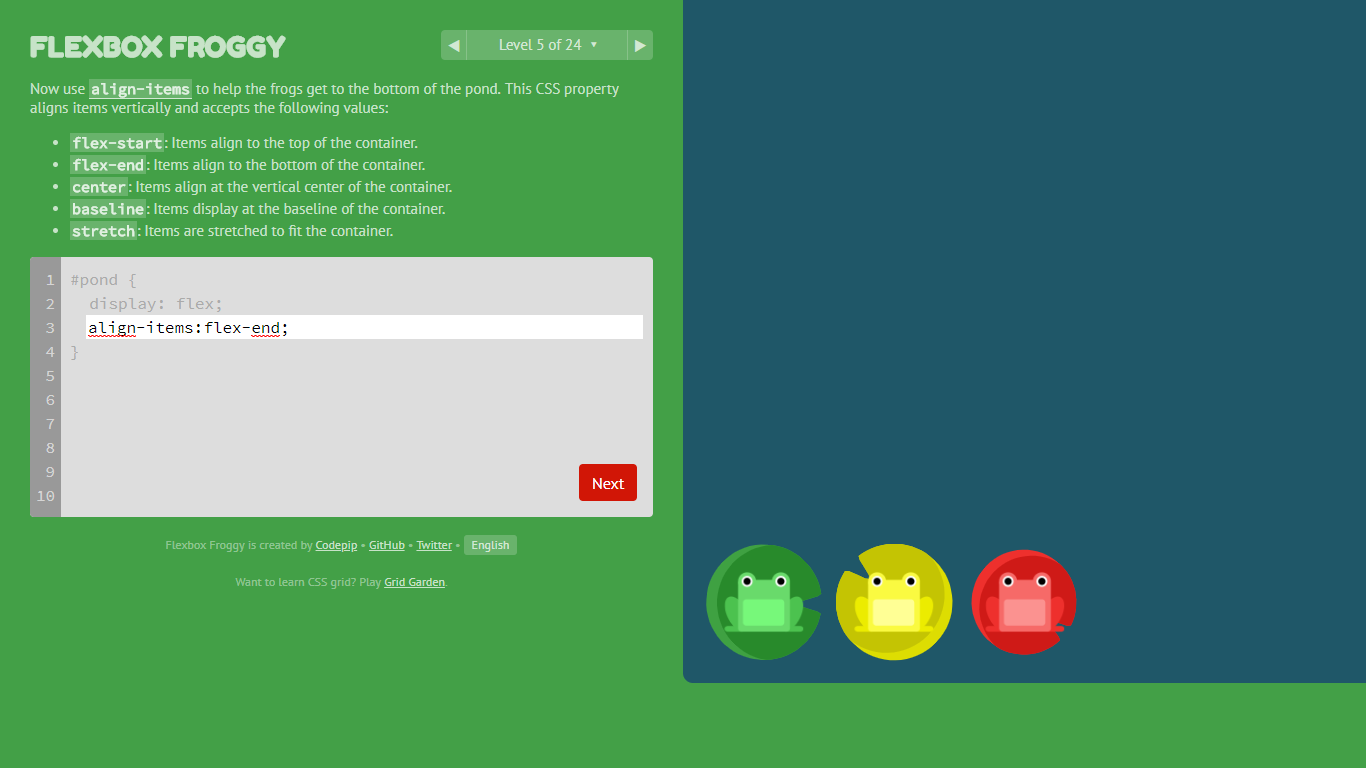 FLEXBOX FROGGY
◀ Level 5 of 24 ▼ ▶
Now use align-items to help the frogs get to the bottom of the pond. This CSS property
aligns items vertically and accepts the following values:
• flex-start: Items align to the top of the container.
• flex-end: Items align to the bottom of the container.
• center: Items align at the vertical center of the container.
• baseline: Items display at the baseline of the container.
• stretch: Items are stretched to fit the container.
1 #pond {
2 display: flex;
3 align-items:flex-end;
4 }
5
6
7
8
9
10
Next
Flexbox Froggy is created by Codepip • GitHub • Twitter • English
Want to learn CSS grid? Play Grid Garden.